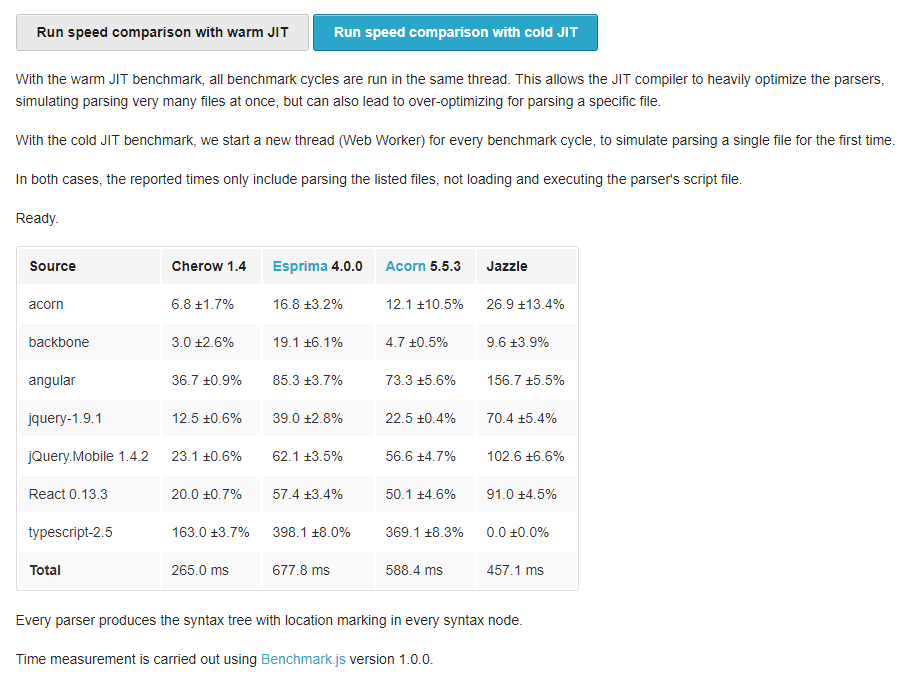 Run speed comparison with warm JIT Run speed comparison with cold JIT
With the warm JIT benchmark, all benchmark cycles are run in the same thread. This allows the JIT compiler to heavily optimize the parsers,
simulating parsing very many files at once, but can also lead to over-optimizing for parsing a specific file.
With the cold JIT benchmark, we start a new thread (Web Worker) for every benchmark cycle, to simulate parsing a single file for the first time.
In both cases, the reported times only include parsing the listed files, not loading and executing the parser's script file.
Ready.
Source Cherow 1.4 Esprima 4.0.0 Acorn 5.5.3 Jazzle
acorn 6.8 ±1.7% 16.8 ±3.2% 12.1 ±10.5% 26.9 ±13.4%
backbone 3.0 ±2.6% 19.1 ±6.1% 4.7 ±0.5% 9.6 ±3.9%
angular 36.7 ±0.9% 85.3 ±3.7% 73.3 ±5.6% 156.7 ±5.5%
jquery-1.9.1 12.5 ±0.6% 39.0 ±2.8% 22.5 ±0.4% 70.4 ±5.4%
jQuery.Mobile 1.4.2 23.1 ±0.6% 62.1 ±3.5% 56.6 ±4.7% 102.6 ±6.6%
React 0.13.3 20.0 ±0.7% 57.4 ±3.4% 50.1 ±4.6% 91.0 ±4.5%
typescript-2.5 163.0 ±3.7% 398.1 ±8.0% 369.1 ±8.3% 0.0 ±0.0%
Total 265.0 ms 677.8 ms 588.4 ms 457.1 ms
Every parser produces the syntax tree with location marking in every syntax node.
Time measurement is carried out using Benchmark.js version 1.0.0.